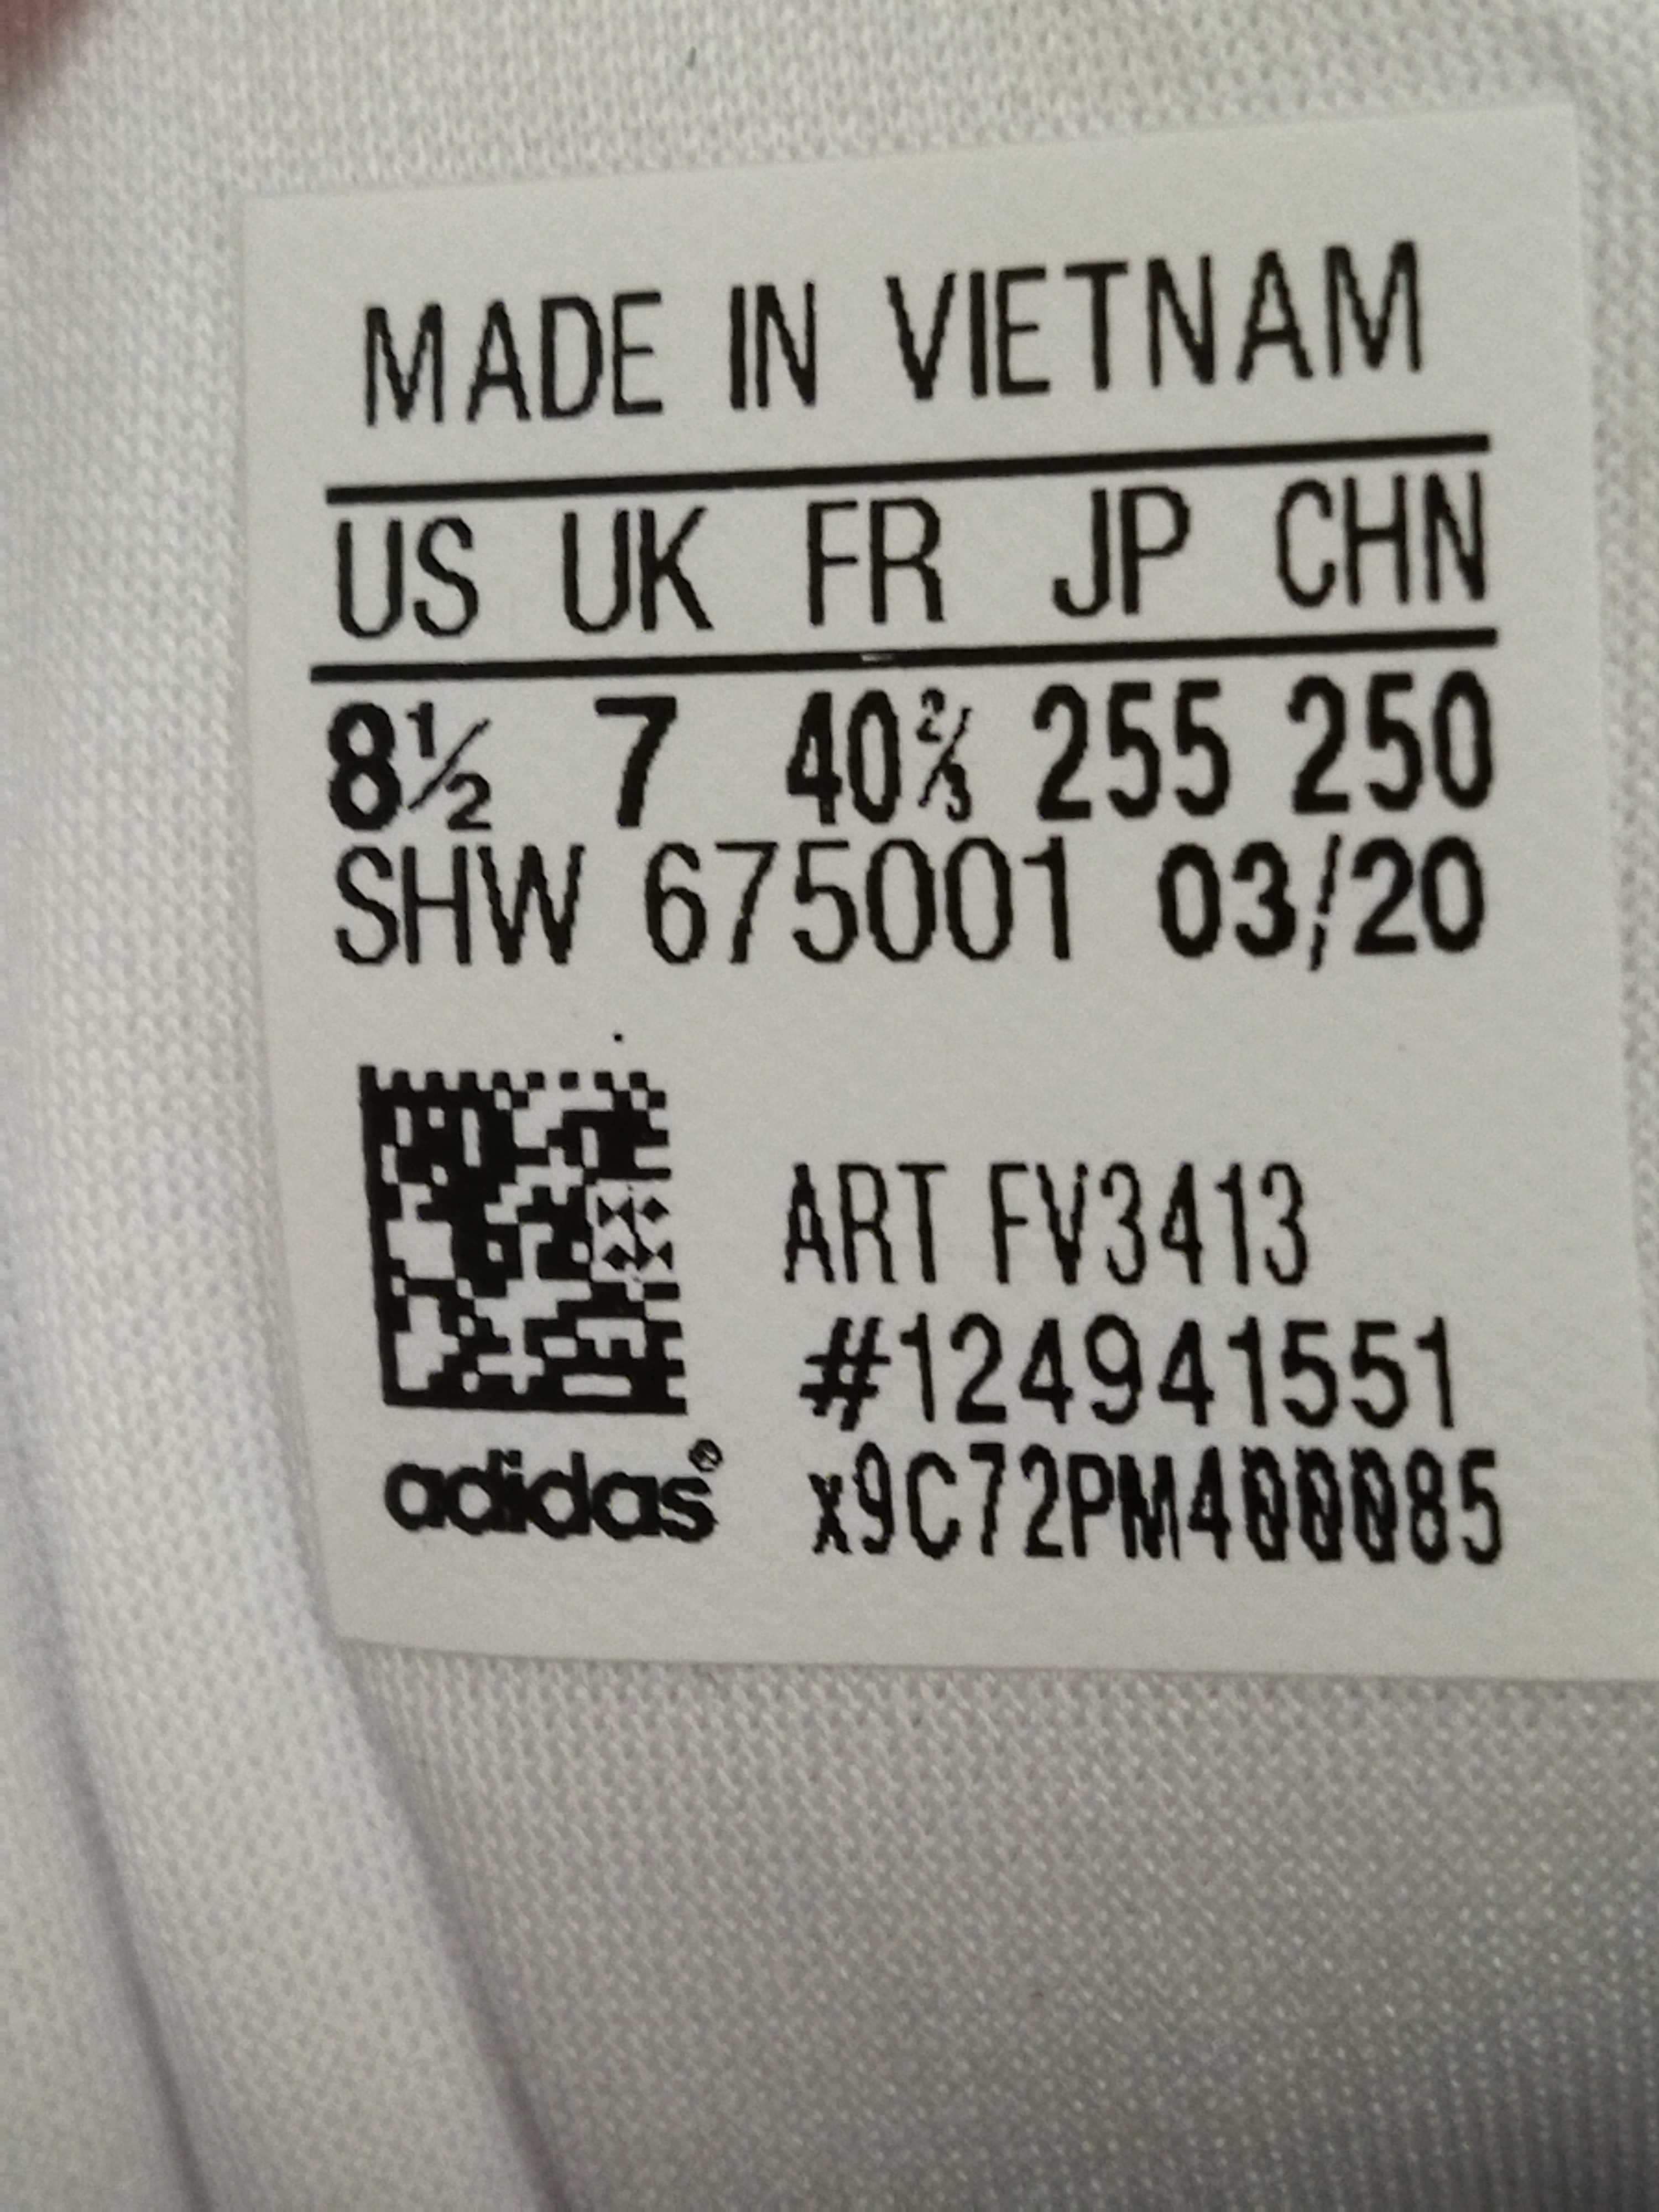 MADE IN VIETNAM
US UK FR JP CHN
8½ 7 40⅔ 255 250
SHW 675001 03/20
ART FV3413
#124941551
adidas® x9C72PM400085